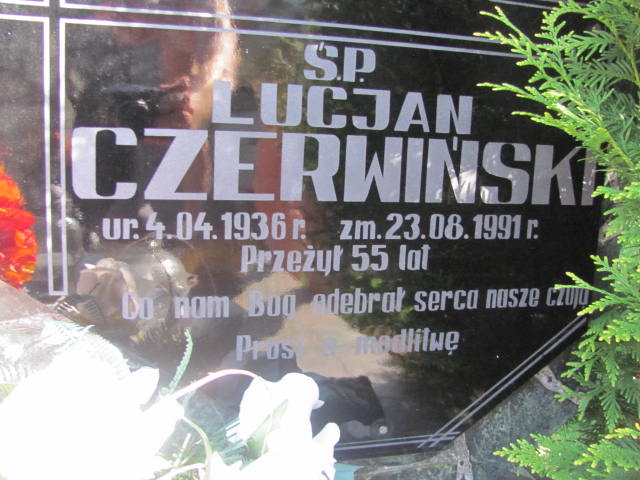 Ś.P.
LUCJAN
CZERWIŃSKI
ur. 4.04.1936 r. zm. 23.08.1991 r.
Przeżył 55 lat
Co nam Bóg odebrał serca nasze czują
Prosi o modlitwę